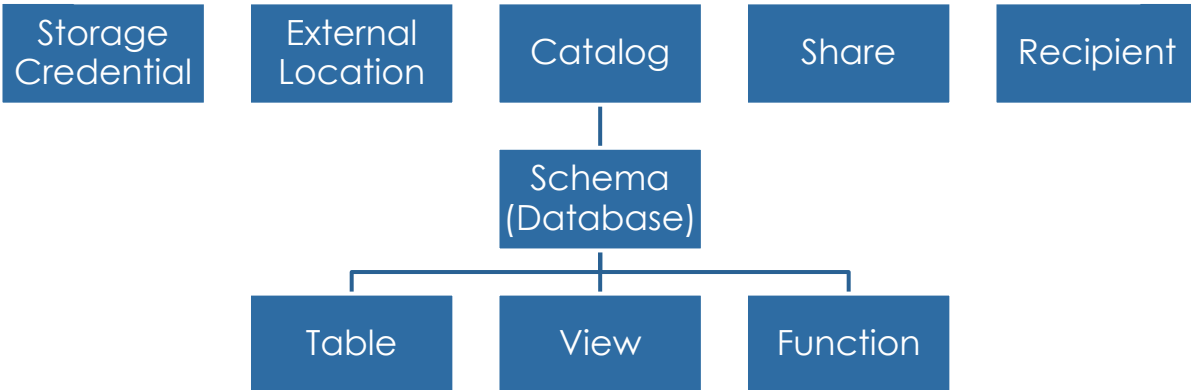 Storage
Credential
External
Location
Catalog
Share
Recipient
Schema
(Database)
Table
View
Function